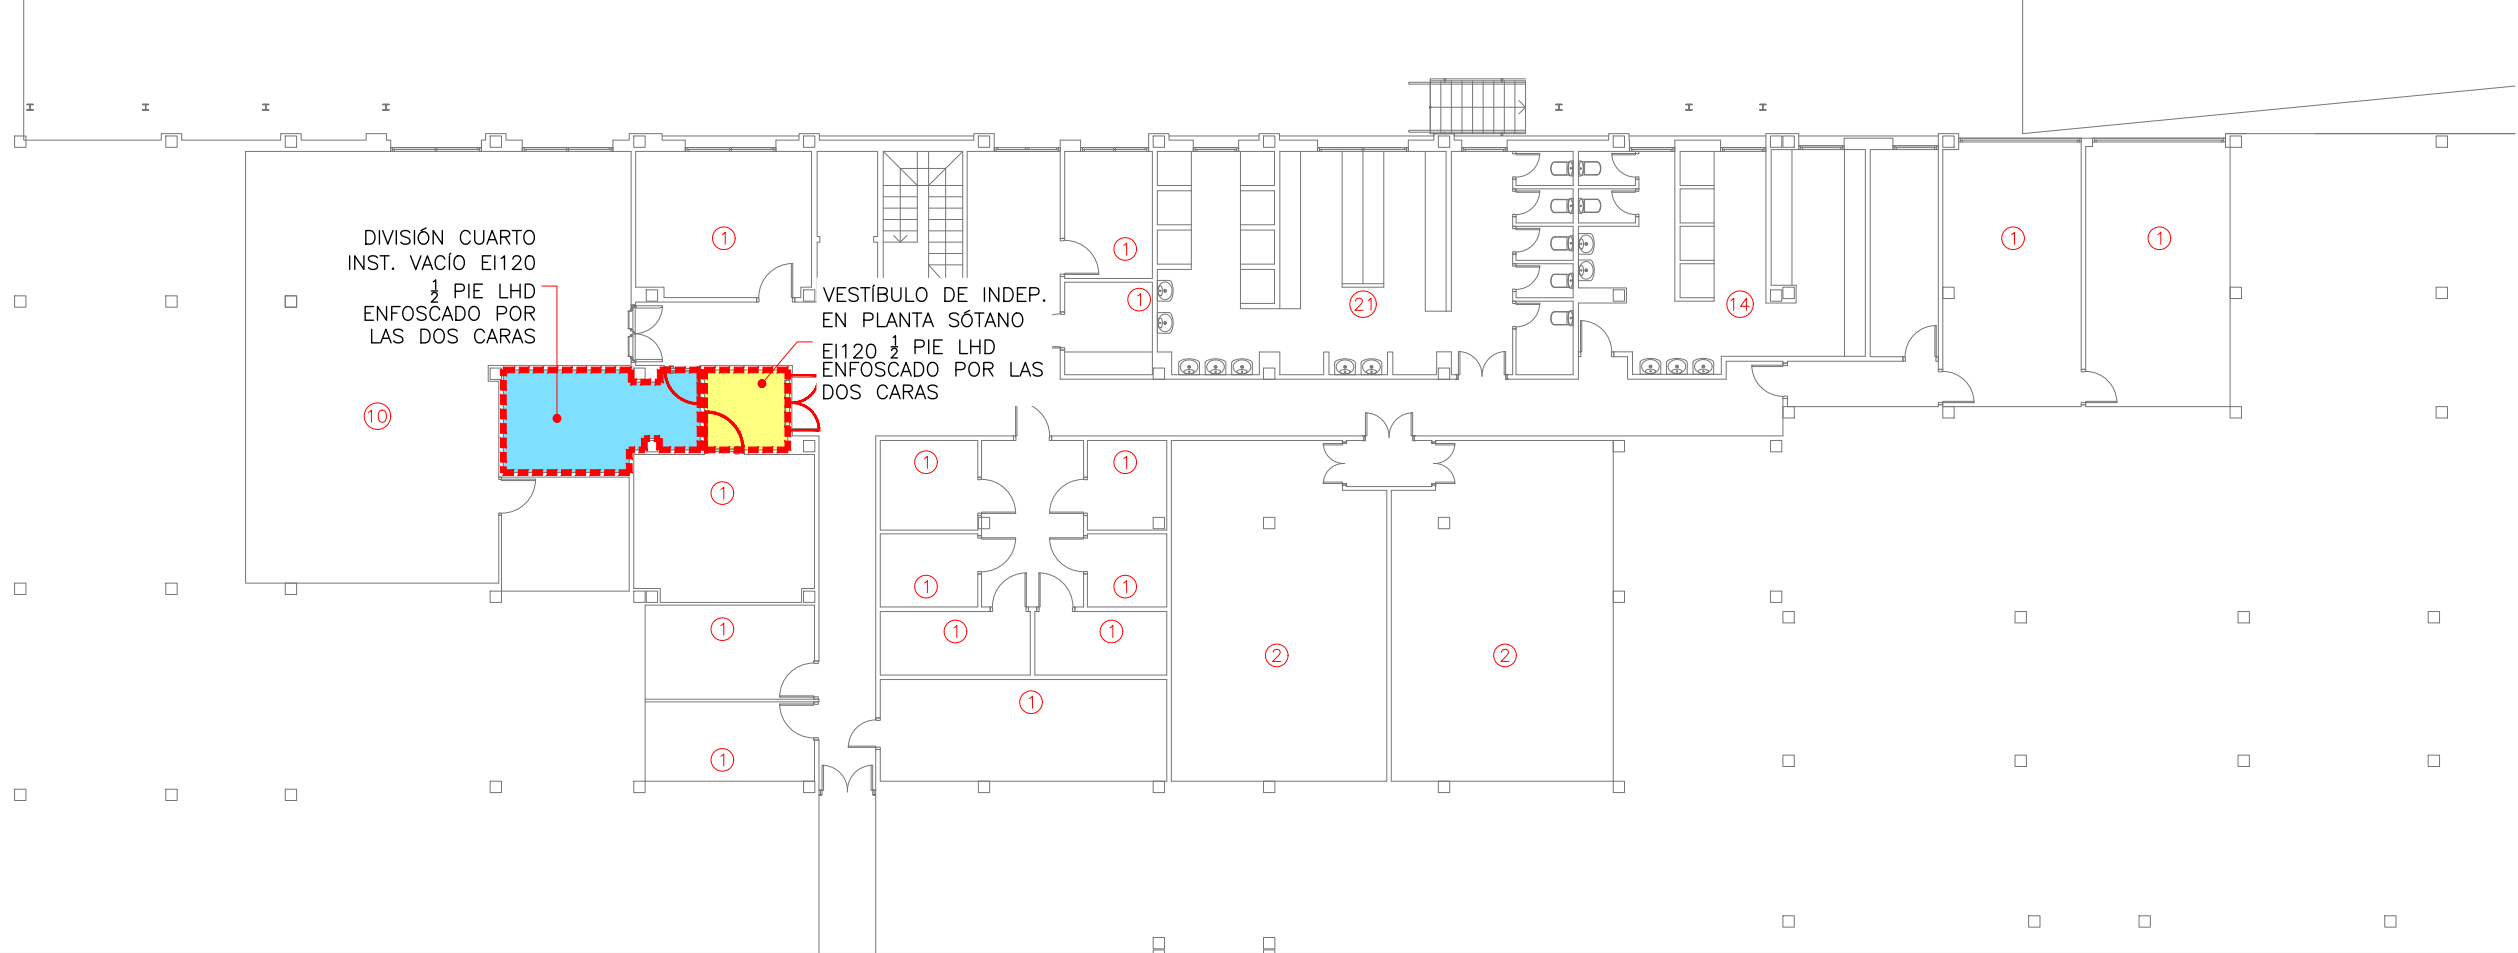 DIVISIÓN CUARTO
INST. VACÍO EI120
½ PIE LHD
ENFOSCADO POR
LAS DOS CARAS
VESTÍBULO DE INDEP.
EN PLANTA SÓTANO
EI120 ½ PIE LHD
ENFOSCADO POR LAS
DOS CARAS
1
1
1
21
14
1
1
10
1
1
1
1
1
1
1
1
2
2
1
1